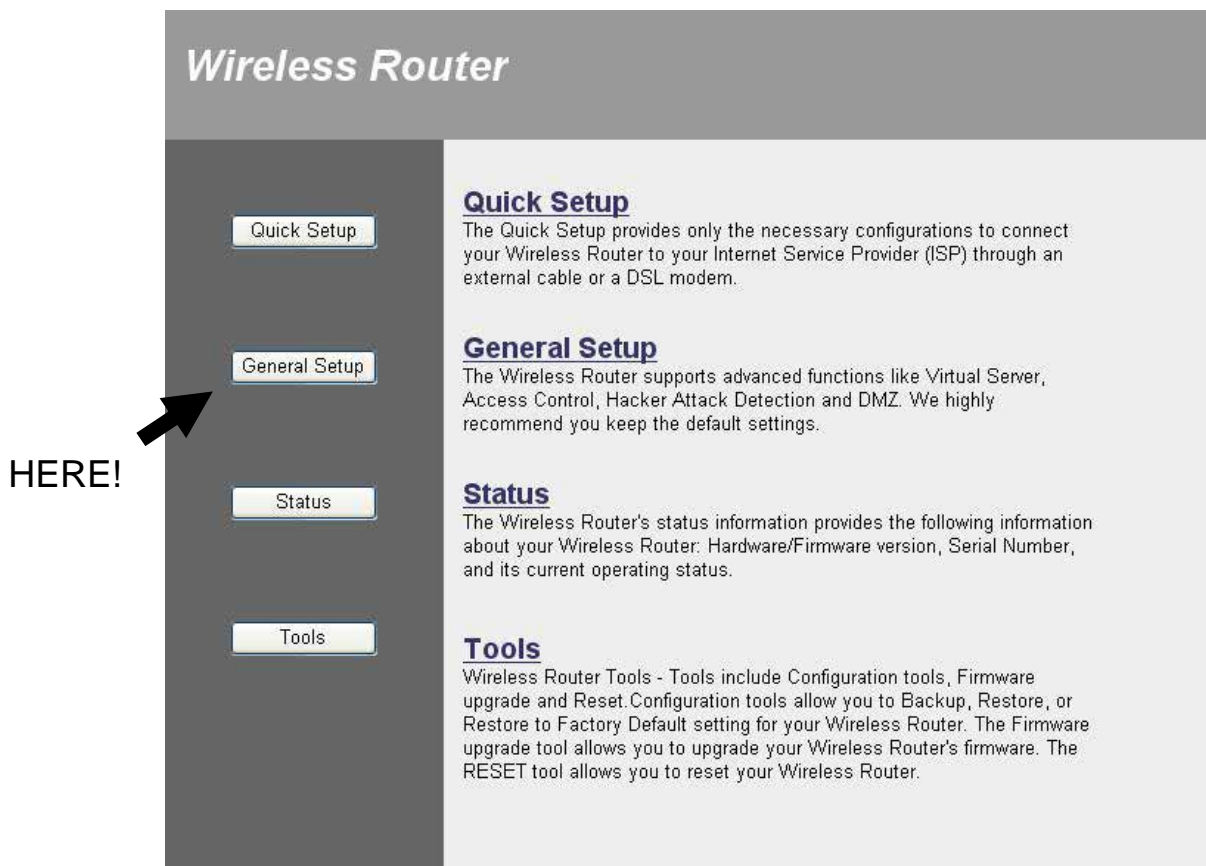 Wireless Router
Quick Setup
Quick Setup
The Quick Setup provides only the necessary configurations to connect
your Wireless Router to your Internet Service Provider (ISP) through an
external cable or a DSL modem.
General Setup
General Setup
The Wireless Router supports advanced functions like Virtual Server,
Access Control, Hacker Attack Detection and DMZ. We highly
recommend you keep the default settings.
HERE!
Status
Status
The Wireless Router's status information provides the following information
about your Wireless Router: Hardware/Firmware version, Serial Number,
and its current operating status.
Tools
Tools
Wireless Router Tools - Tools include Configuration tools, Firmware
upgrade and Reset.Configuration tools allow you to Backup, Restore, or
Restore to Factory Default setting for your Wireless Router. The Firmware
upgrade tool allows you to upgrade your Wireless Router's firmware. The
RESET tool allows you to reset your Wireless Router.